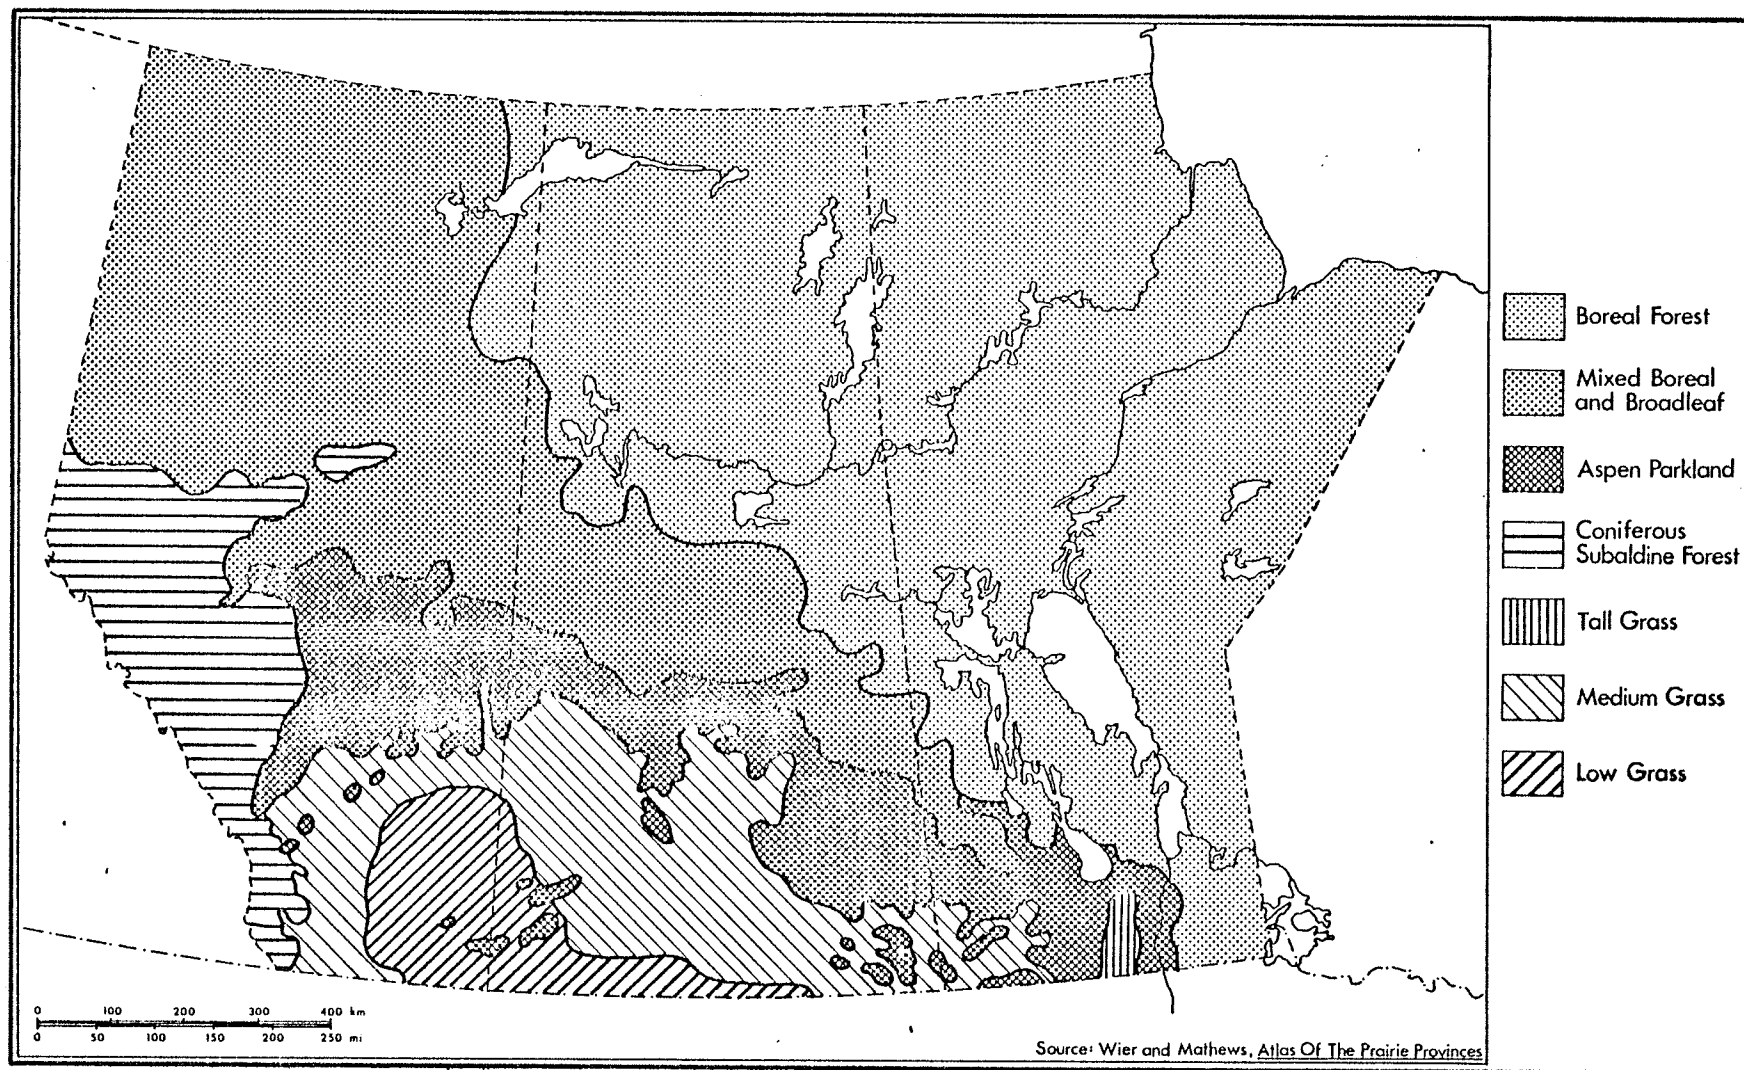 Boreal Forest
Mixed Boreal
and Broadleaf
Aspen Parkland
Coniferous
Subaldine Forest
Tall Grass
Medium Grass
Low Grass
0 100 200 300 400 km
0 50 100 150 200 250 mi
Source: Wier and Mathews, Atlas Of The Prairie Provinces